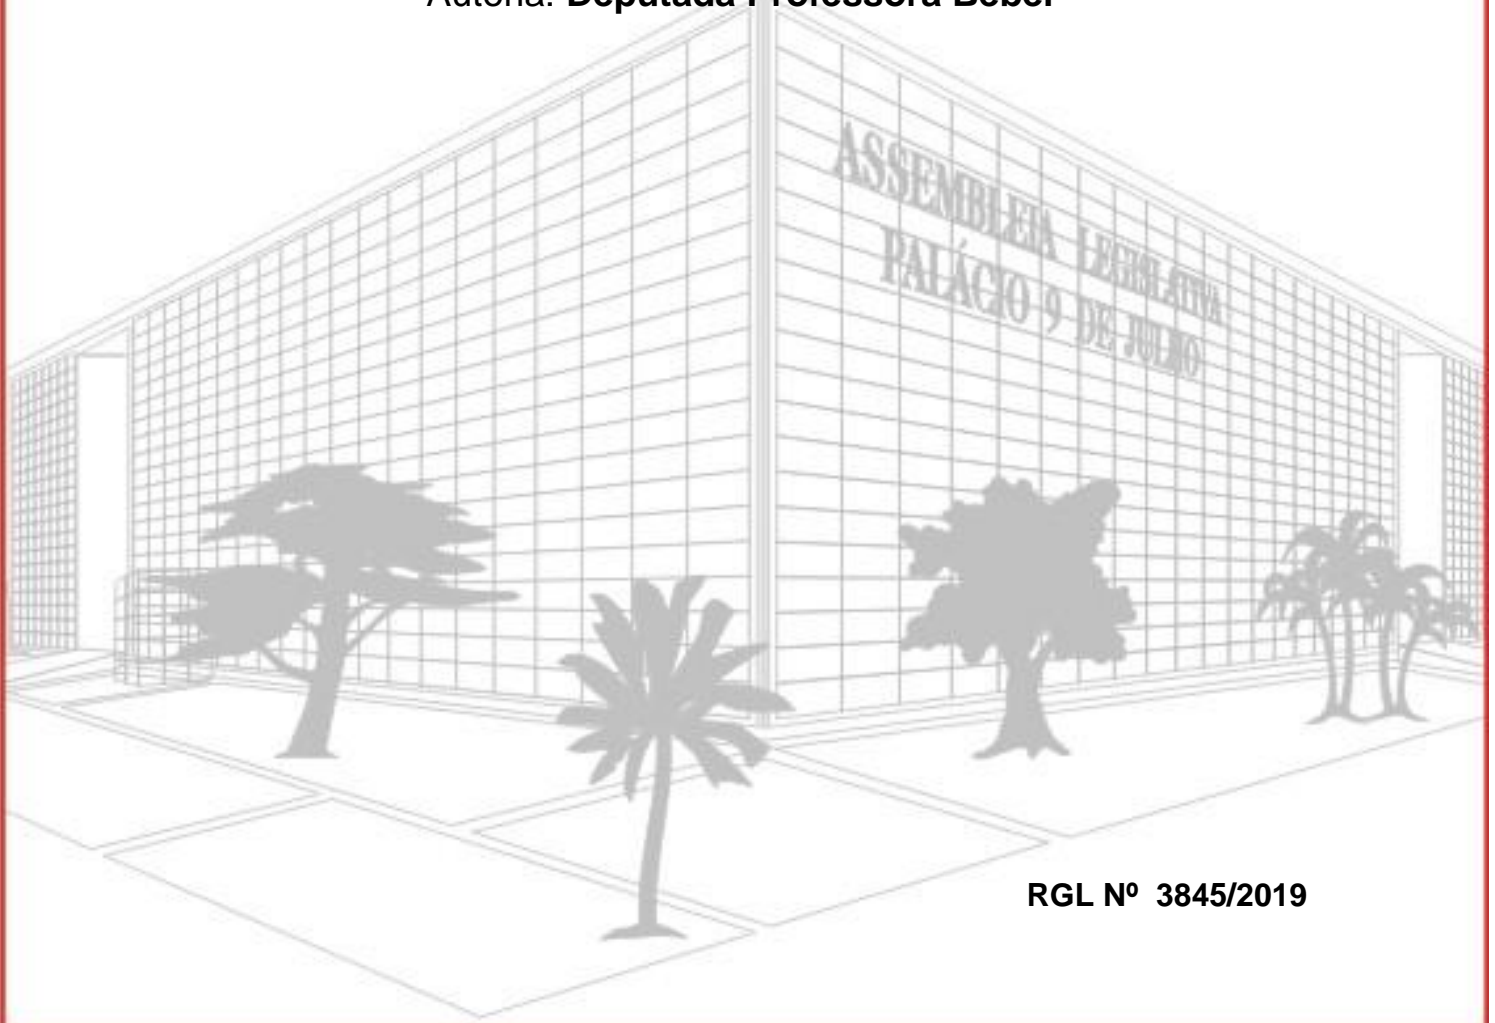 Autoria: Deputada Professora Bebel
ASSEMBLEIA LEGISLATIVA
PALÁCIO 9 DE JULHO
RGL Nº 3845/2019